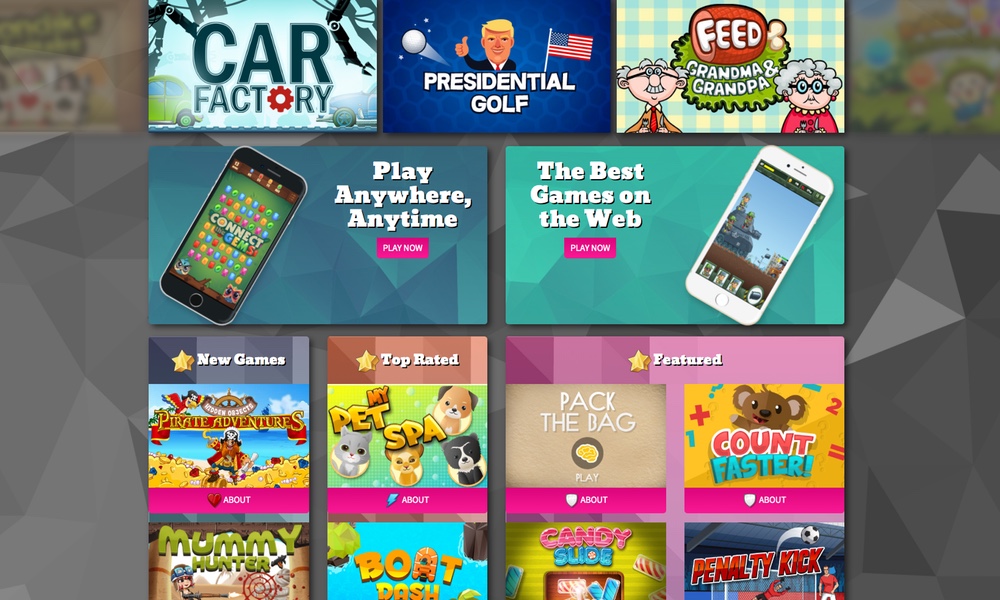 CAR
FACTORY
PRESIDENTIAL
GOLF
FEED
GRANDMA &
GRANDPA
Play
Anywhere,
Anytime
PLAY NOW
CONNECT
THE
GEMS
The Best
Games on
the Web
PLAY NOW
New Games
Top Rated
Featured
HIDDEN OBJECTS
PIRATE ADVENTURES
MY
PET
SPA
PACK
THE BAG
PLAY
+ 2
1 =
COUNT
FASTER!
ABOUT
ABOUT
ABOUT
ABOUT
MUMMY
HUNTER
BOAT
DASH
CANDY
SLIDE
PENALTY KICK